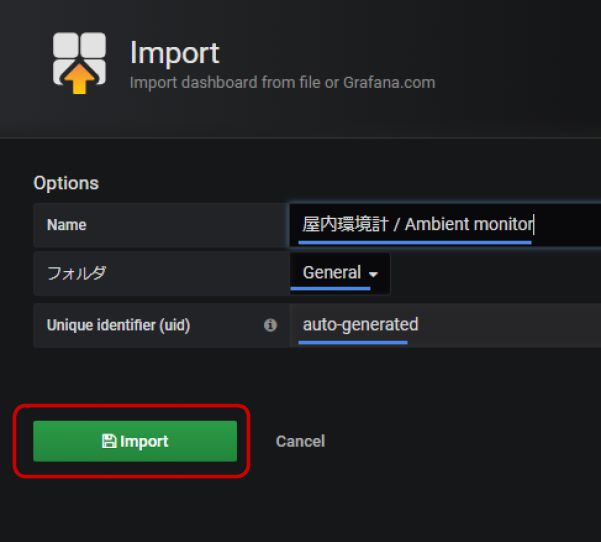 Import
Import dashboard from file or Grafana.com
Options
Name 屋内環境計 / Ambient monitor
フォルダ General
Unique identifier (uid) auto-generated
Import Cancel